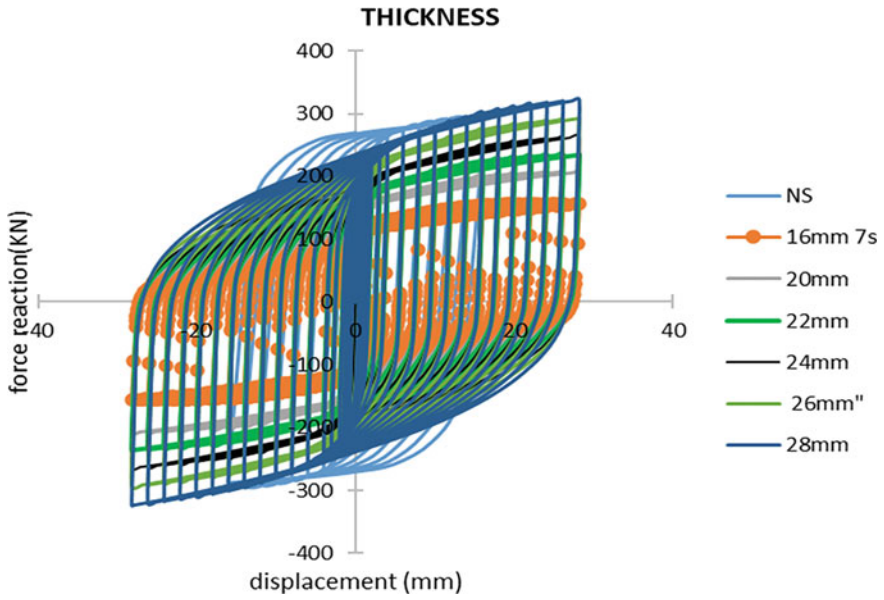 THICKNESS
400
300
200
100
0
40
-20
0
20
40
-100
-200
-300
-400
force reaction(KN)
displacement (mm)
NS
16mm 7s
20mm
22mm
24mm
26mm"
28mm